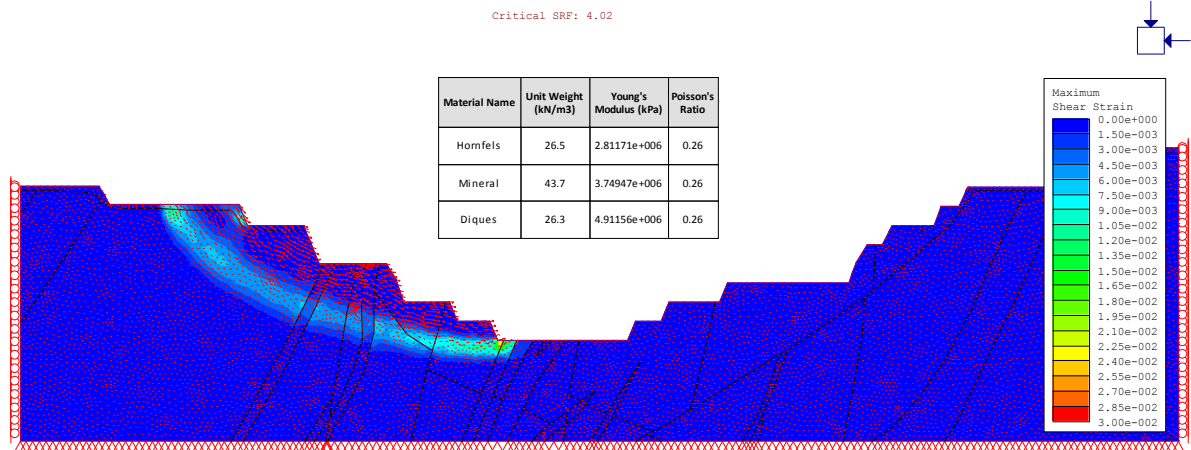 Critical SRF: 4.02
Material Name Unit Weight (kN/m3) Young's Modulus (kPa) Poisson's Ratio
Hornfels 26.5 2.81171e+006 0.26
Mineral 43.7 3.74947e+006 0.26
Diques 26.3 4.91156e+006 0.26
Maximum
Shear Strain
0.00e+000
1.50e-003
3.00e-003
4.50e-003
6.00e-003
7.50e-003
9.00e-003
1.05e-002
1.20e-002
1.35e-002
1.50e-002
1.65e-002
1.80e-002
1.95e-002
2.10e-002
2.25e-002
2.40e-002
2.55e-002
2.70e-002
2.85e-002
3.00e-002